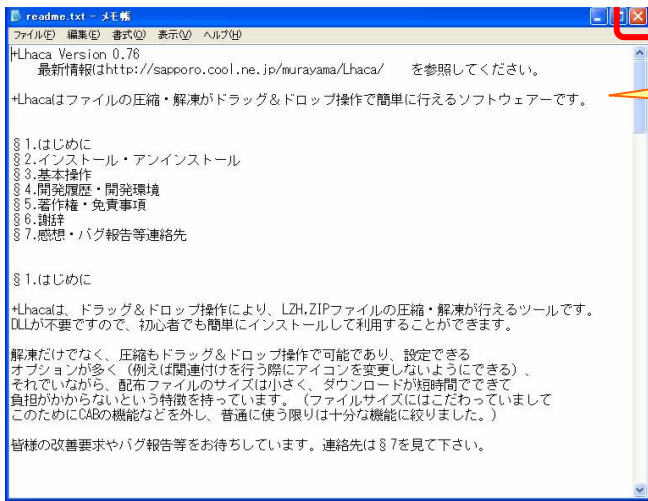 readme.txt - メモ帳
ファイル(F) 編集(E) 書式(O) 表示(V) ヘルプ(H)
+Lhaca Version 0.76
最新情報はhttp://sapporo.cool.ne.jp/murayama/Lhaca/ を参照してください。
+Lhacaはファイルの圧縮・解凍がドラッグ&ドロップ操作で簡単に行えるソフトウェアーです。
§1.はじめに
§2.インストール・アンインストール
§3.基本操作
§4.開発履歴・開発環境
§5.著作権・免責事項
§6.謝辞
§7.感想・バグ報告等連絡先
§1.はじめに
+Lhacaは、ドラッグ&ドロップ操作により、LZH,ZIPファイルの圧縮・解凍が行えるツールです。
DLLが不要ですので、初心者でも簡単にインストールして利用することができます。
解凍だけでなく、圧縮もドラッグ&ドロップ操作で可能であり、設定できる
オプションが多く(例えば関連付けを行う際にアイコンを変更しないようにできる)、
それでいながら、配布ファイルのサイズは小さく、ダウンロードが短時間でできて
負担がかからないという特徴を持っています。(ファイルサイズにはこだわっていまして
このためにCABの機能などを外し、普通に使う限りは十分な機能に絞りました。)
皆様の改善要求やバグ報告等をお待ちしています。連絡先は§7を見て下さい。